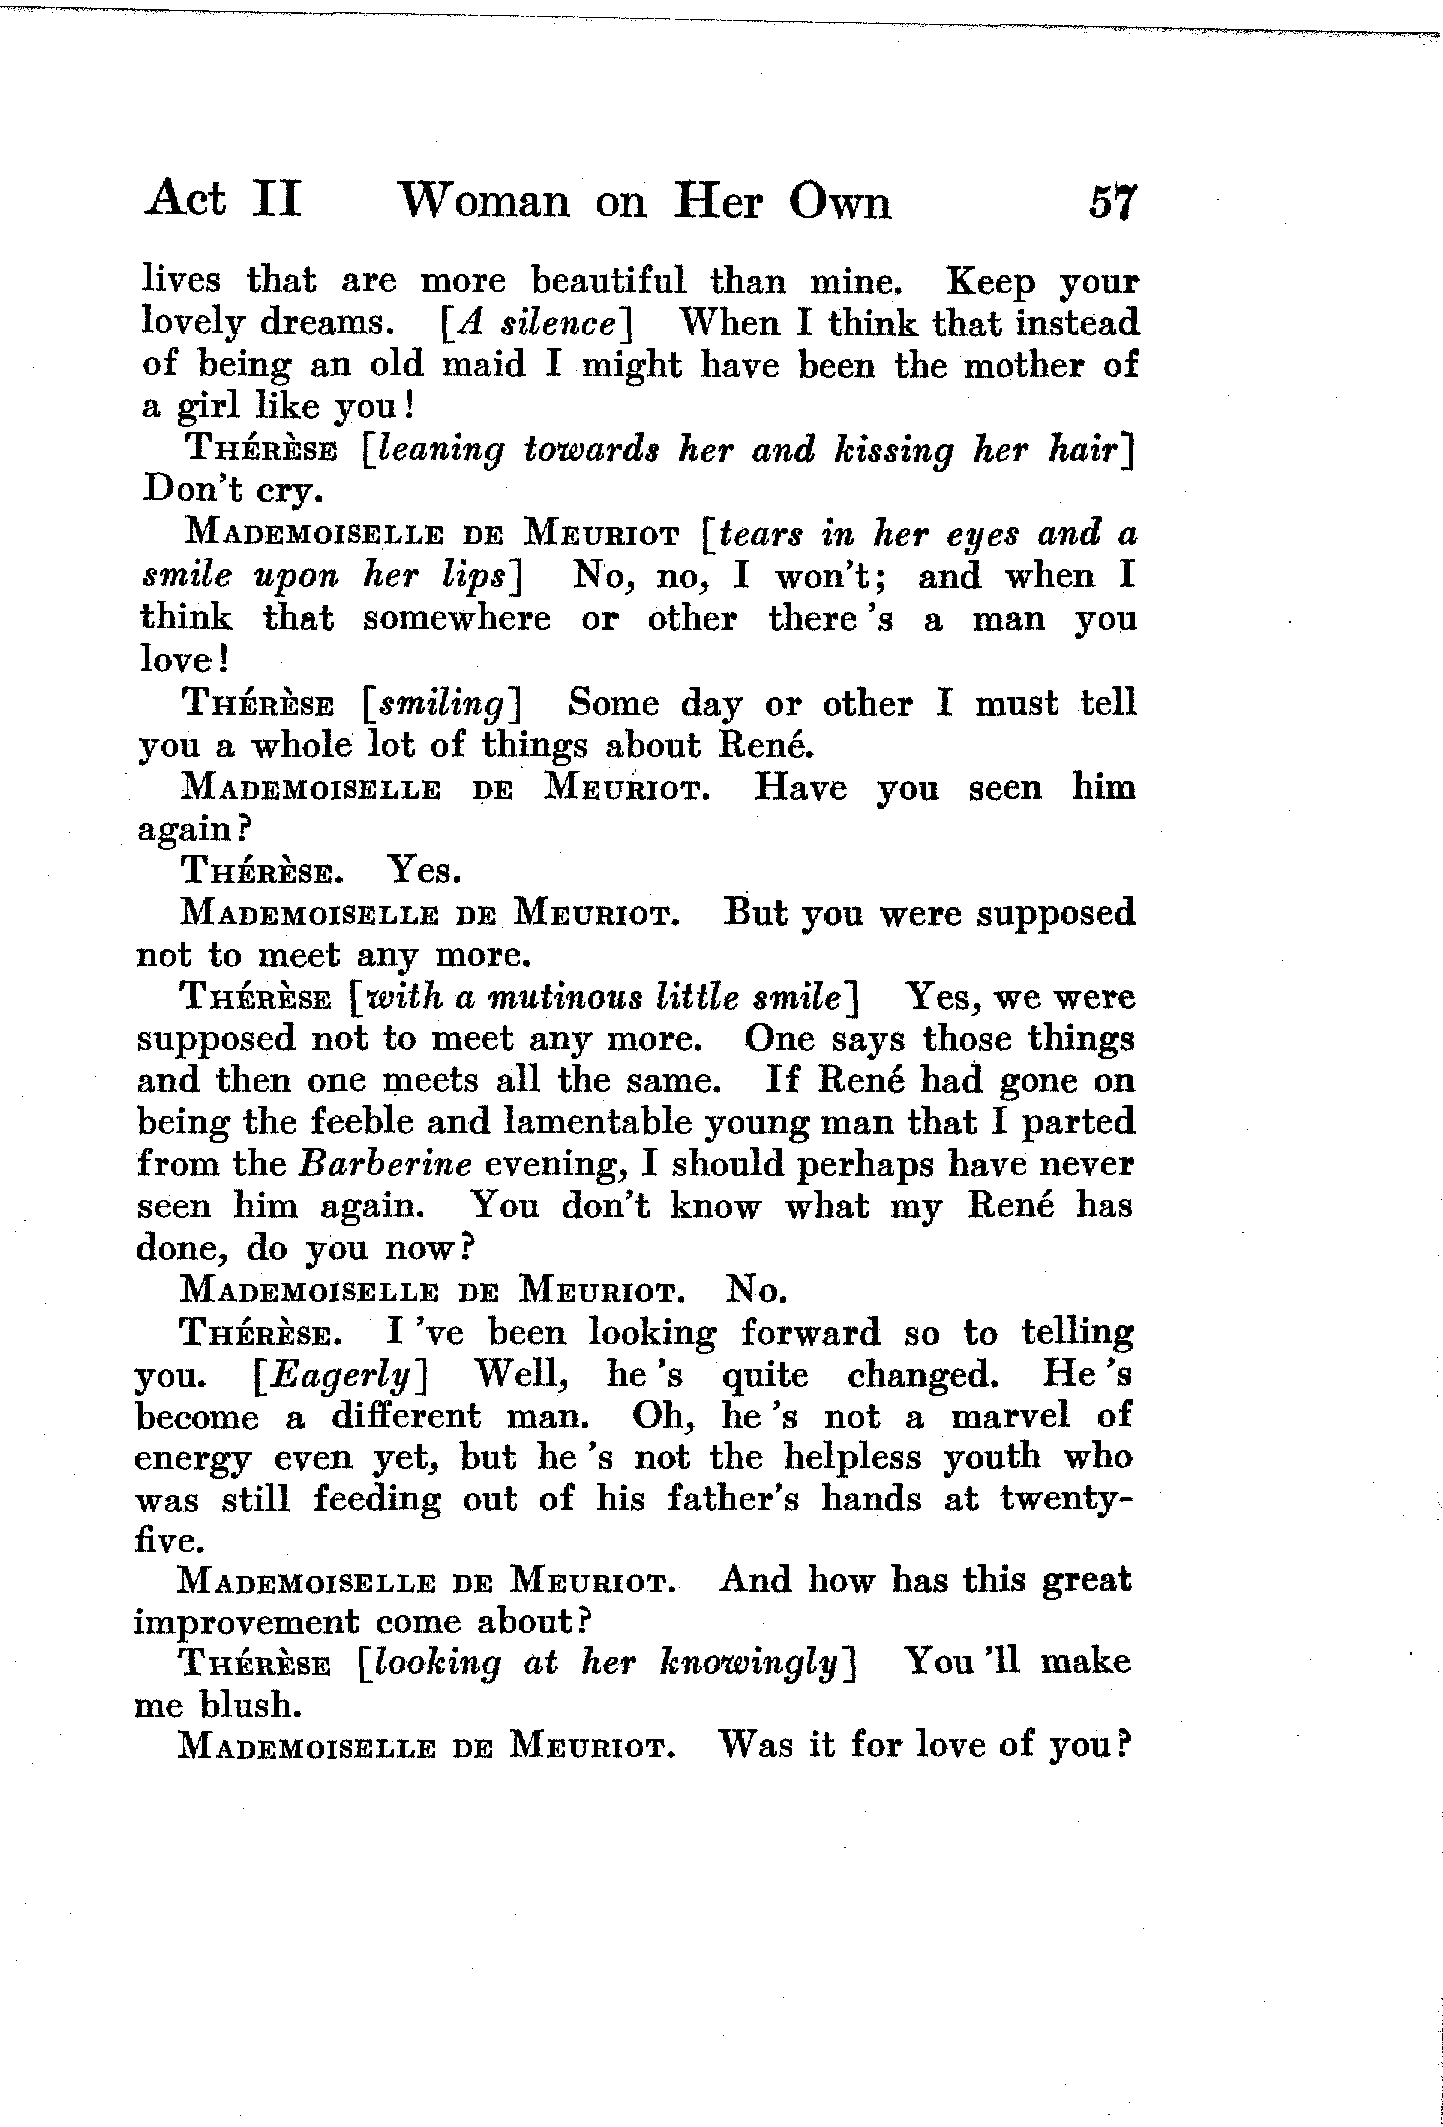 Act II Woman on Her Own 57
lives that are more beautiful than mine. Keep your
lovely dreams. [A silence] When I think that instead
of being an old maid I might have been the mother of
a girl like you!
THÉRÈSE [leaning towards her and kissing her hair]
Don't cry.
MADEMOISELLE DE MEURIOT [tears in her eyes and a
smile upon her lips] No, no, I won't; and when I
think that somewhere or other there 's a man you
love!
THÉRÈSE [smiling] Some day or other I must tell
you a whole lot of things about René.
MADEMOISELLE DE MEURIOT. Have you seen him
again?
THÉRÈSE. Yes.
MADEMOISELLE DE MEURIOT. But you were supposed
not to meet any more.
THÉRÈSE [with a mutinous little smile] Yes, we were
supposed not to meet any more. One says those things
and then one meets all the same. If René had gone on
being the feeble and lamentable young man that I parted
from the Barberine evening, I should perhaps have never
seen him again. You don't know what my René has
done, do you now?
MADEMOISELLE DE MEURIOT. No.
THÉRÈSE. I 've been looking forward so to telling
you. [Eagerly] Well, he 's quite changed. He 's
become a different man. Oh, he 's not a marvel of
energy even yet, but he 's not the helpless youth who
was still feeding out of his father's hands at twenty-
five.
MADEMOISELLE DE MEURIOT. And how has this great
improvement come about?
THÉRÈSE [looking at her knowingly] You 'll make
me blush.
MADEMOISELLE DE MEURIOT. Was it for love of you?